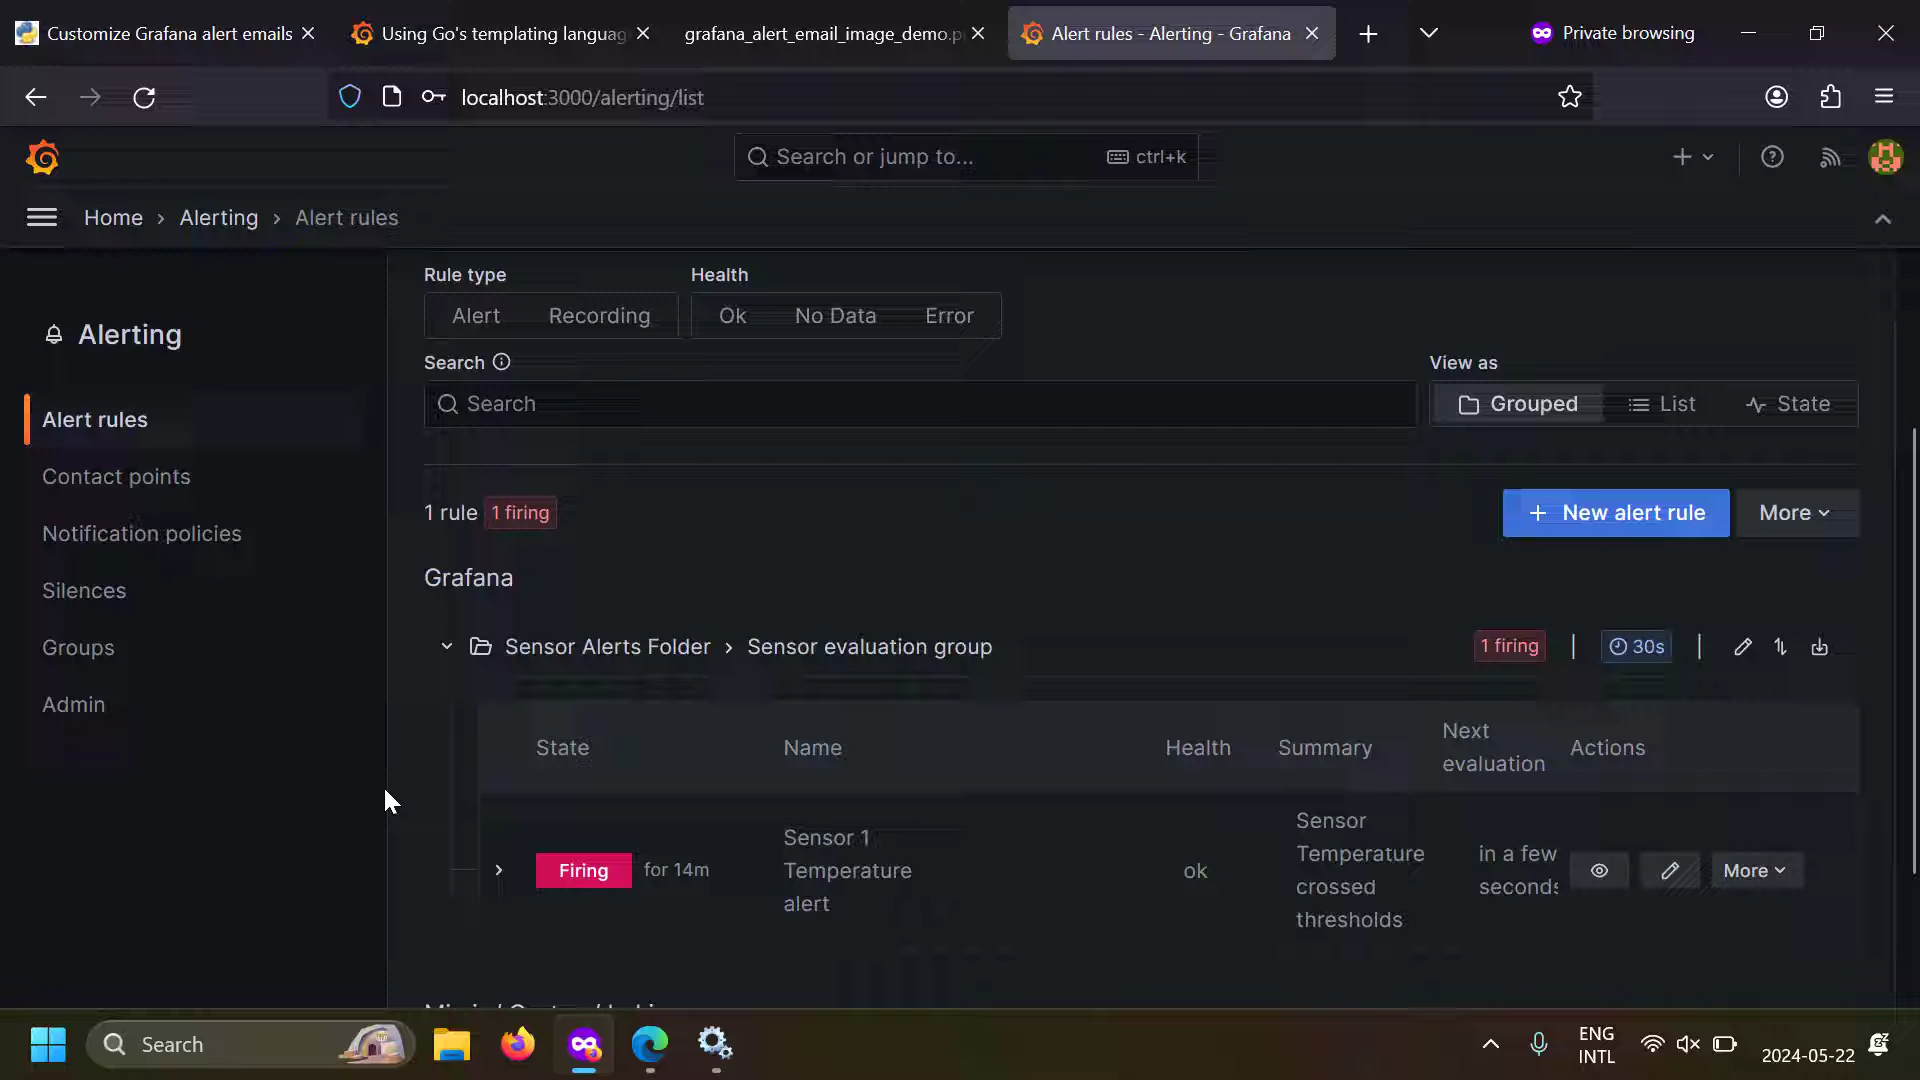 Customize Grafana alert emails
Using Go's templating languag
grafana_alert_email_image_demo.p
Alert rules - Alerting - Grafana
Private browsing
localhost:3000/alerting/list
Search or jump to...
ctrl+k
Home › Alerting › Alert rules
Alerting
Alert rules
Contact points
Notification policies
Silences
Groups
Admin
Rule type
Health
Alert
Recording
Ok
No Data
Error
Search
View as
Search
Grouped
List
State
1 rule 1 firing
+ New alert rule
More
Grafana
Sensor Alerts Folder › Sensor evaluation group
1 firing | 30s |
State
Name
Health
Summary
Next
evaluation
Actions
Firing for 14m
Sensor 1
Temperature
alert
ok
Sensor
Temperature
crossed
thresholds
in a few
seconds
More
Search
ENG
INTL
2024-05-22